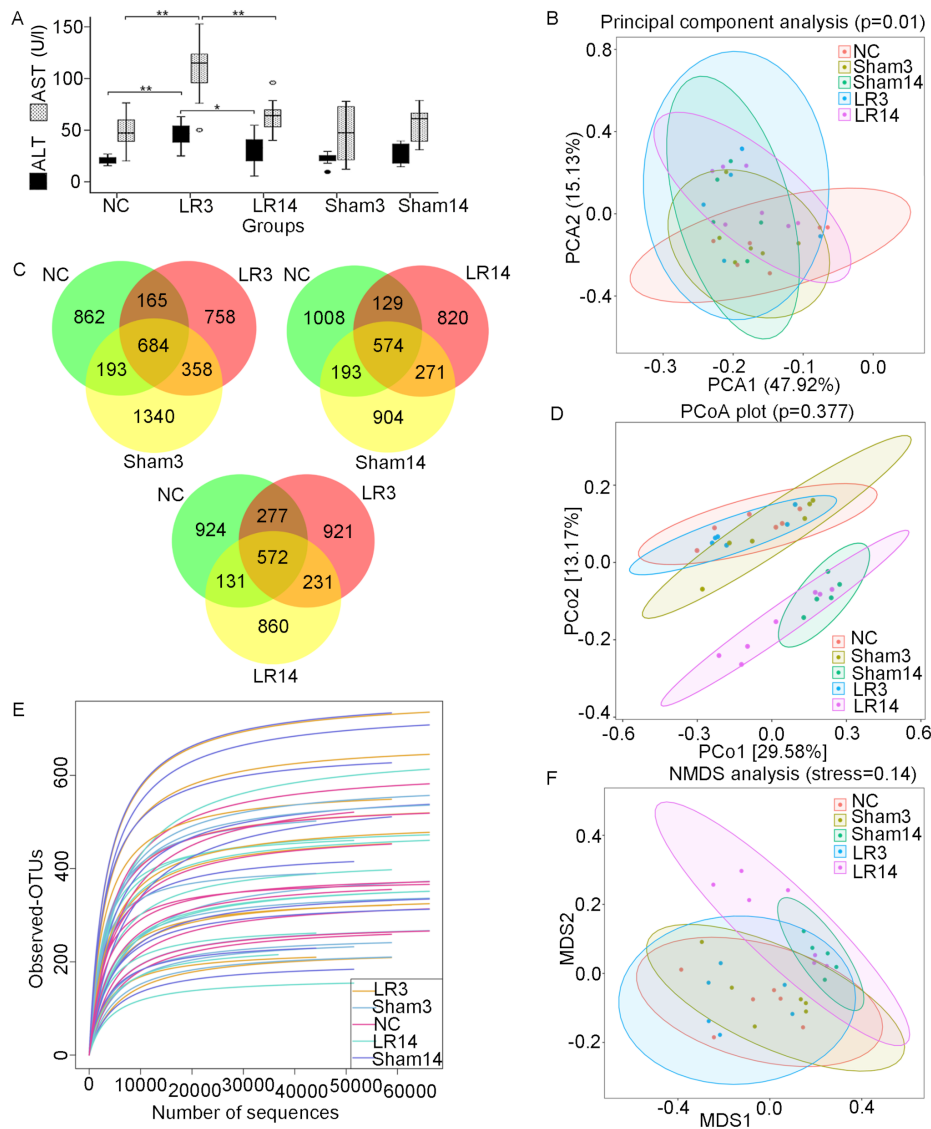 A
AST (U/l)
ALT
150
100
50
0
**
**
**
*
NC
LR3
LR14
Sham3
Sham14
Groups
B
Principal component analysis (p=0.01)
0.8
0.4
0.0
-0.4
PCA2 (15.13%)
NC
Sham3
Sham14
LR3
LR14
-0.3
-0.2
-0.1
0.0
PCA1 (47.92%)
C
NC
LR3
862
165
758
684
193
358
1340
Sham3
NC
LR14
1008
129
820
574
193
271
904
Sham14
NC
LR3
924
277
921
572
131
231
860
LR14
D
PCoA plot (p=0.377)
0.2
0.0
-0.2
-0.4
PCo2 [13.17%]
NC
Sham3
Sham14
LR3
LR14
-0.6
-0.3
0.0
0.3
0.6
PCo1 [29.58%]
E
Observed-OTUs
600
400
200
0
LR3
Sham3
NC
LR14
Sham14
0
10000
20000
30000
40000
50000
60000
Number of sequences
F
NMDS analysis (stress=0.14)
0.4
0.2
0.0
-0.2
MDS2
NC
Sham3
Sham14
LR3
LR14
-0.4
0.0
0.4
MDS1